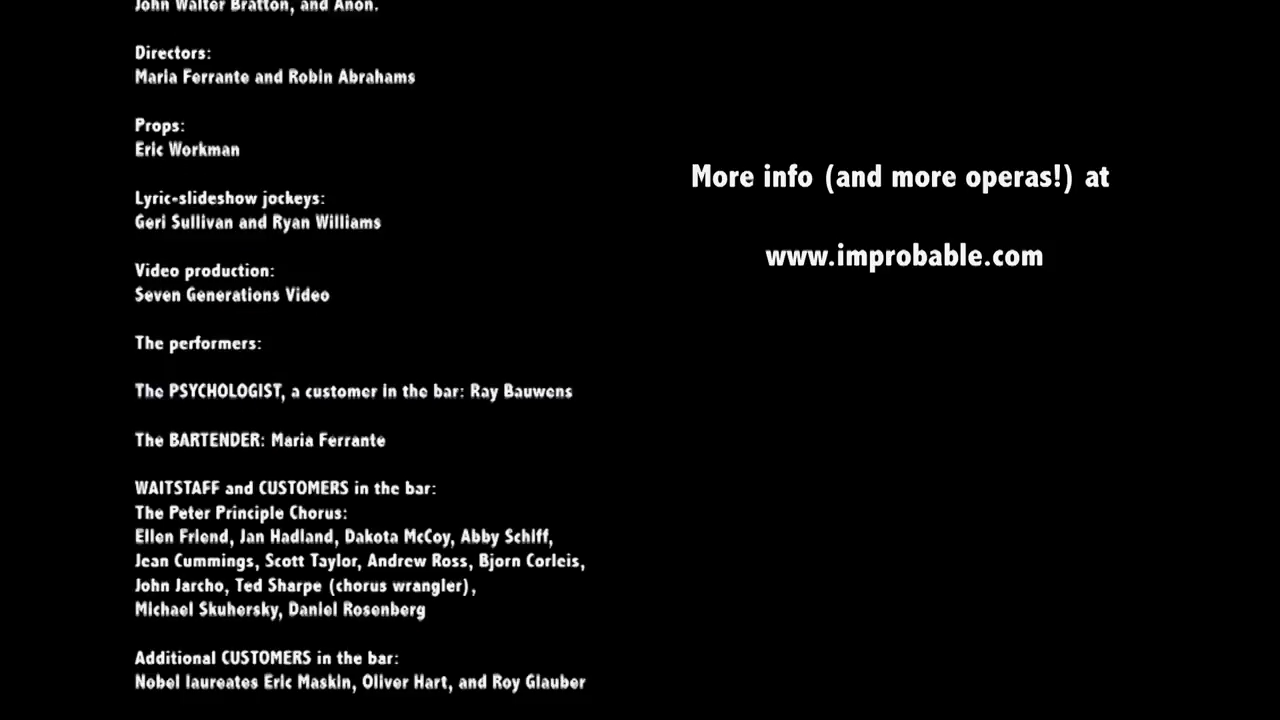 John Walter Bratton, and Anon.
Directors:
Maria Ferrante and Robin Abrahams
Props:
Eric Workman
Lyric-slideshow jockeys:
Geri Sullivan and Ryan Williams
Video production:
Seven Generations Video
The performers:
The PSYCHOLOGIST, a customer in the bar: Ray Bauwens
The BARTENDER: Maria Ferrante
WAITSTAFF and CUSTOMERS in the bar:
The Peter Principle Chorus:
Ellen Friend, Jan Hadland, Dakota McCoy, Abby Schiff,
Jean Cummings, Scott Taylor, Andrew Ross, Bjorn Corleis,
John Jarcho, Ted Sharpe (chorus wrangler),
Michael Skuhersky, Daniel Rosenberg
Additional CUSTOMERS in the bar:
Nobel laureates Eric Maskin, Oliver Hart, and Roy Glauber
More info (and more operas!) at
www.improbable.com